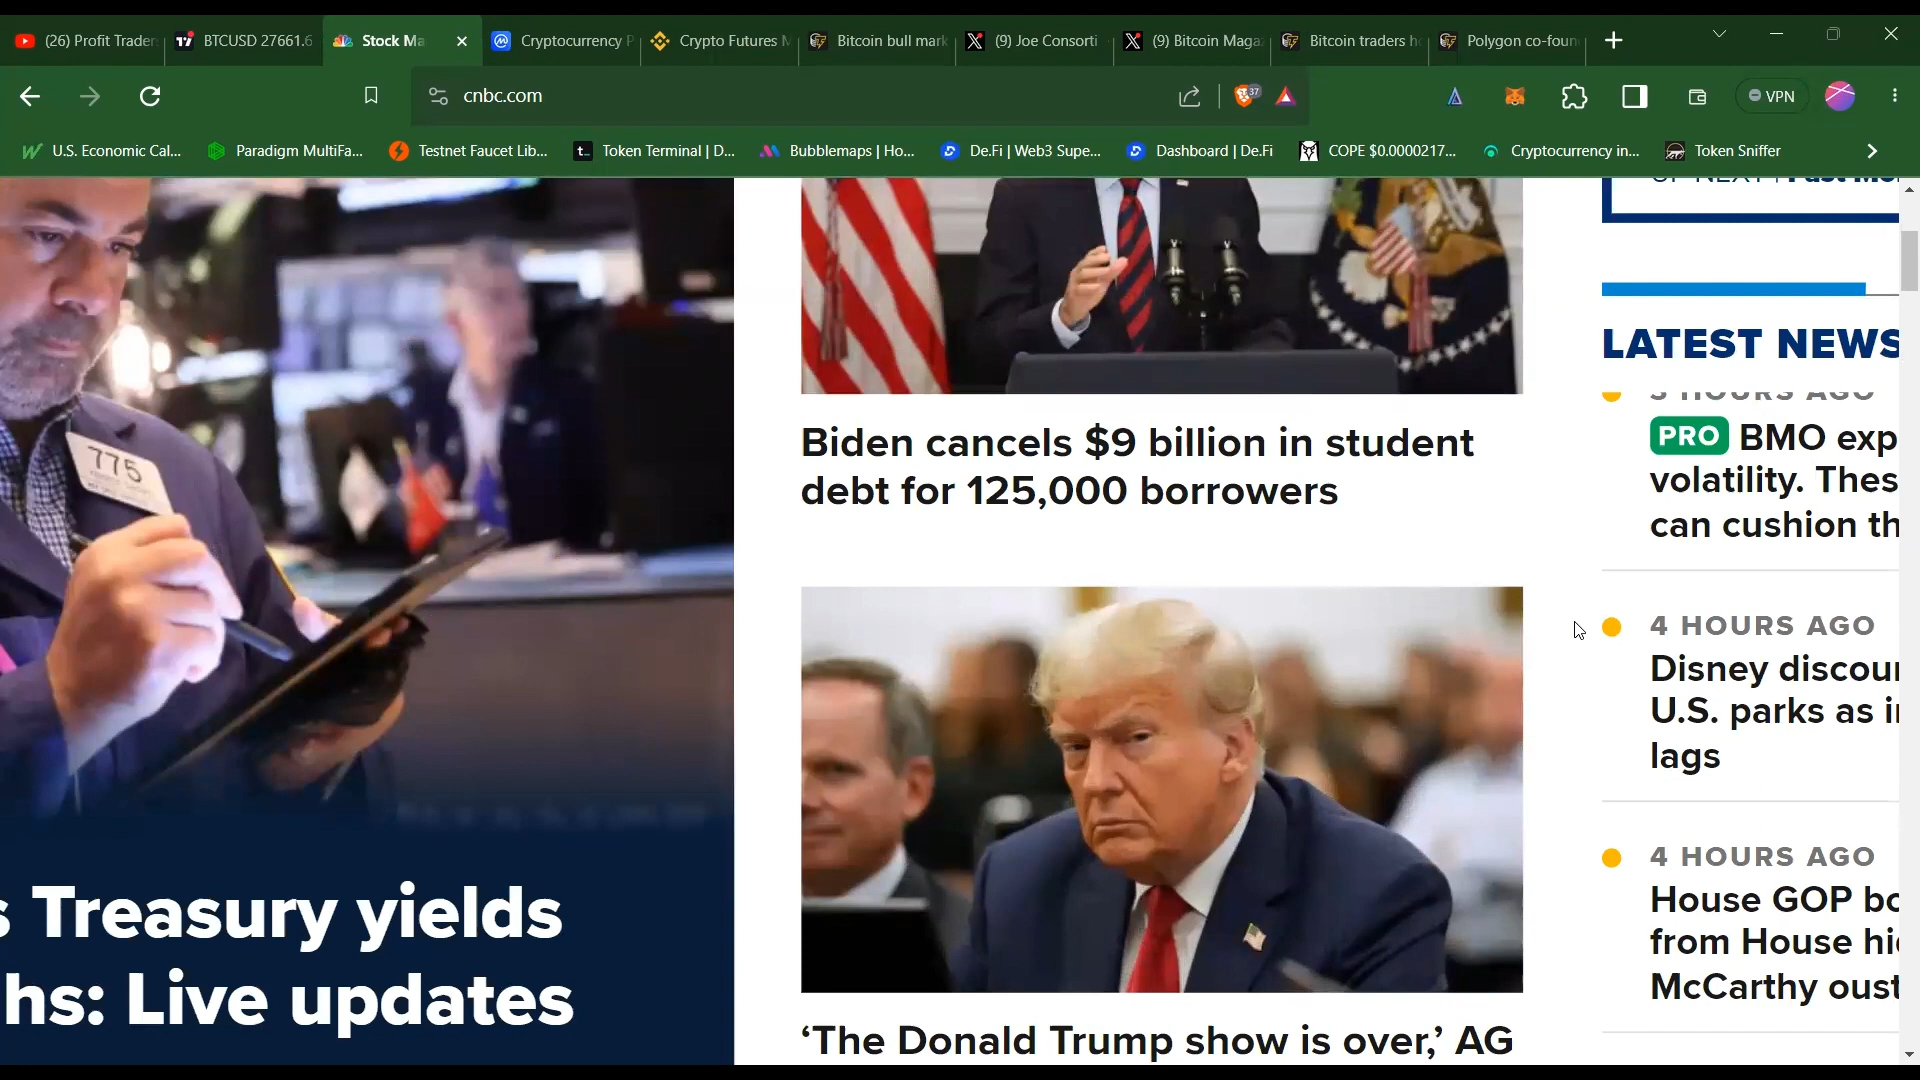 (26) Profit Trader
BTCUSD 27661.6
Stock Ma
Cryptocurrency P
Crypto Futures M
Bitcoin bull mark
(9) Joe Consorti
(9) Bitcoin Maga
Bitcoin traders ho
Polygon co-foun
cnbc.com
37
VPN
U.S. Economic Cal...
Paradigm MultiFa...
Testnet Faucet Lib...
Token Terminal | D...
Bubblemaps | Ho...
De.Fi | Web3 Supe...
Dashboard | De.Fi
COPE $0.0000217...
Cryptocurrency in...
Token Sniffer
775
s Treasury yields
hs: Live updates
Biden cancels $9 billion in student
debt for 125,000 borrowers
‘The Donald Trump show is over,’ AG
LATEST NEWS
3 HOURS AGO
PRO BMO exp
volatility. Thes
can cushion th
4 HOURS AGO
Disney discou
U.S. parks as i
lags
4 HOURS AGO
House GOP bo
from House hi
McCarthy oust